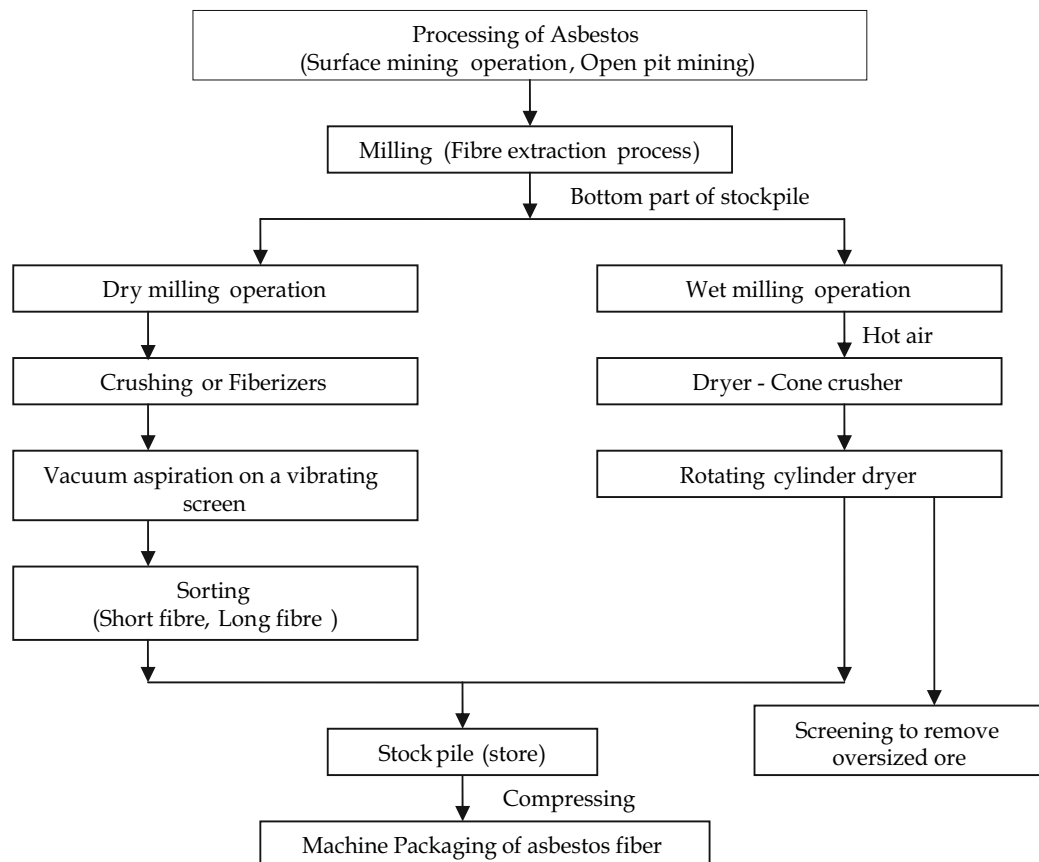 Processing of Asbestos
(Surface mining operation, Open pit mining)
Milling (Fibre extraction process)
Bottom part of stockpile
Dry milling operation
Wet milling operation
Hot air
Crushing or Fiberizers
Dryer - Cone crusher
Vacuum aspiration on a vibrating
screen
Rotating cylinder dryer
Sorting
(Short fibre, Long fibre )
Stock pile (store)
Screening to remove
oversized ore
Compressing
Machine Packaging of asbestos fiber